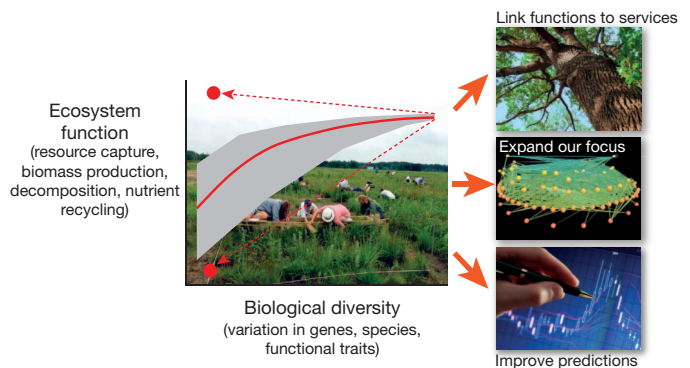 Link functions to services
Ecosystem
function
(resource capture,
biomass production,
decomposition, nutrient
recycling)
Expand our focus
Biological diversity
(variation in genes, species,
functional traits)
Improve predictions